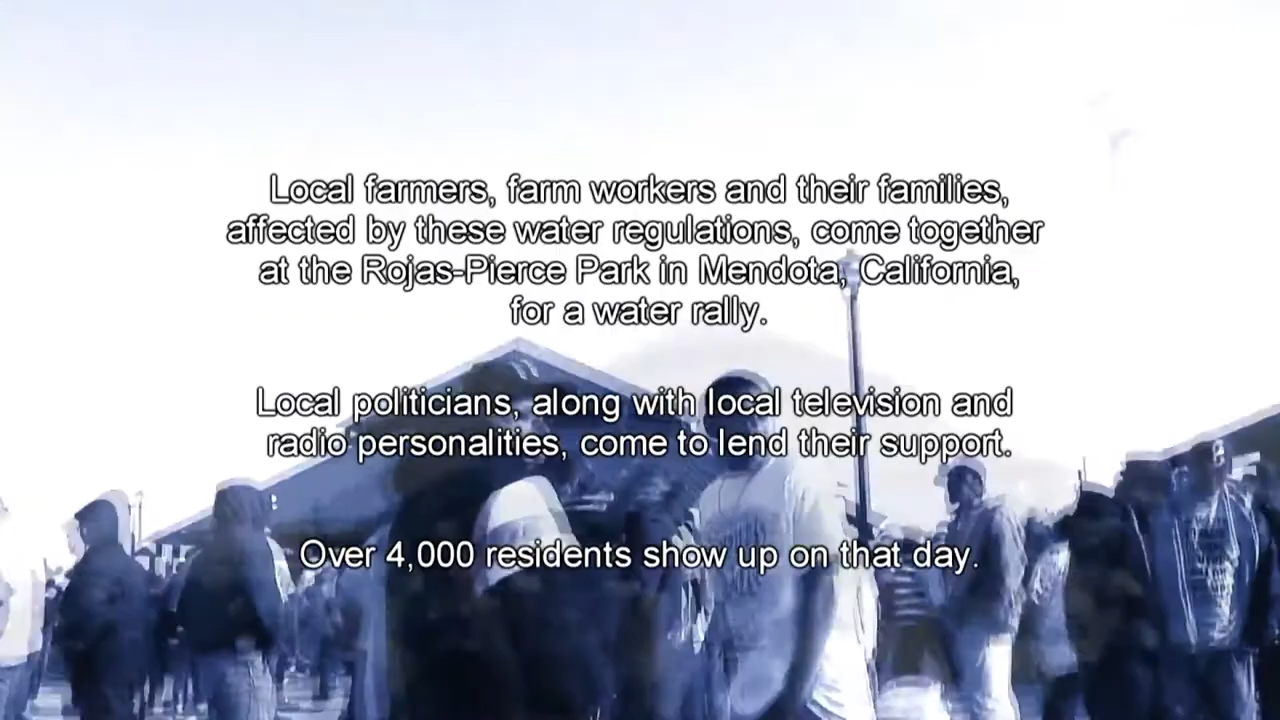 Local farmers, farm workers and their families,
affected by these water regulations, come together
at the Rojas-Pierce Park in Mendota, California,
for a water rally.
Local politicians, along with local television and
radio personalities, come to lend their support.
Over 4,000 residents show up on that day.